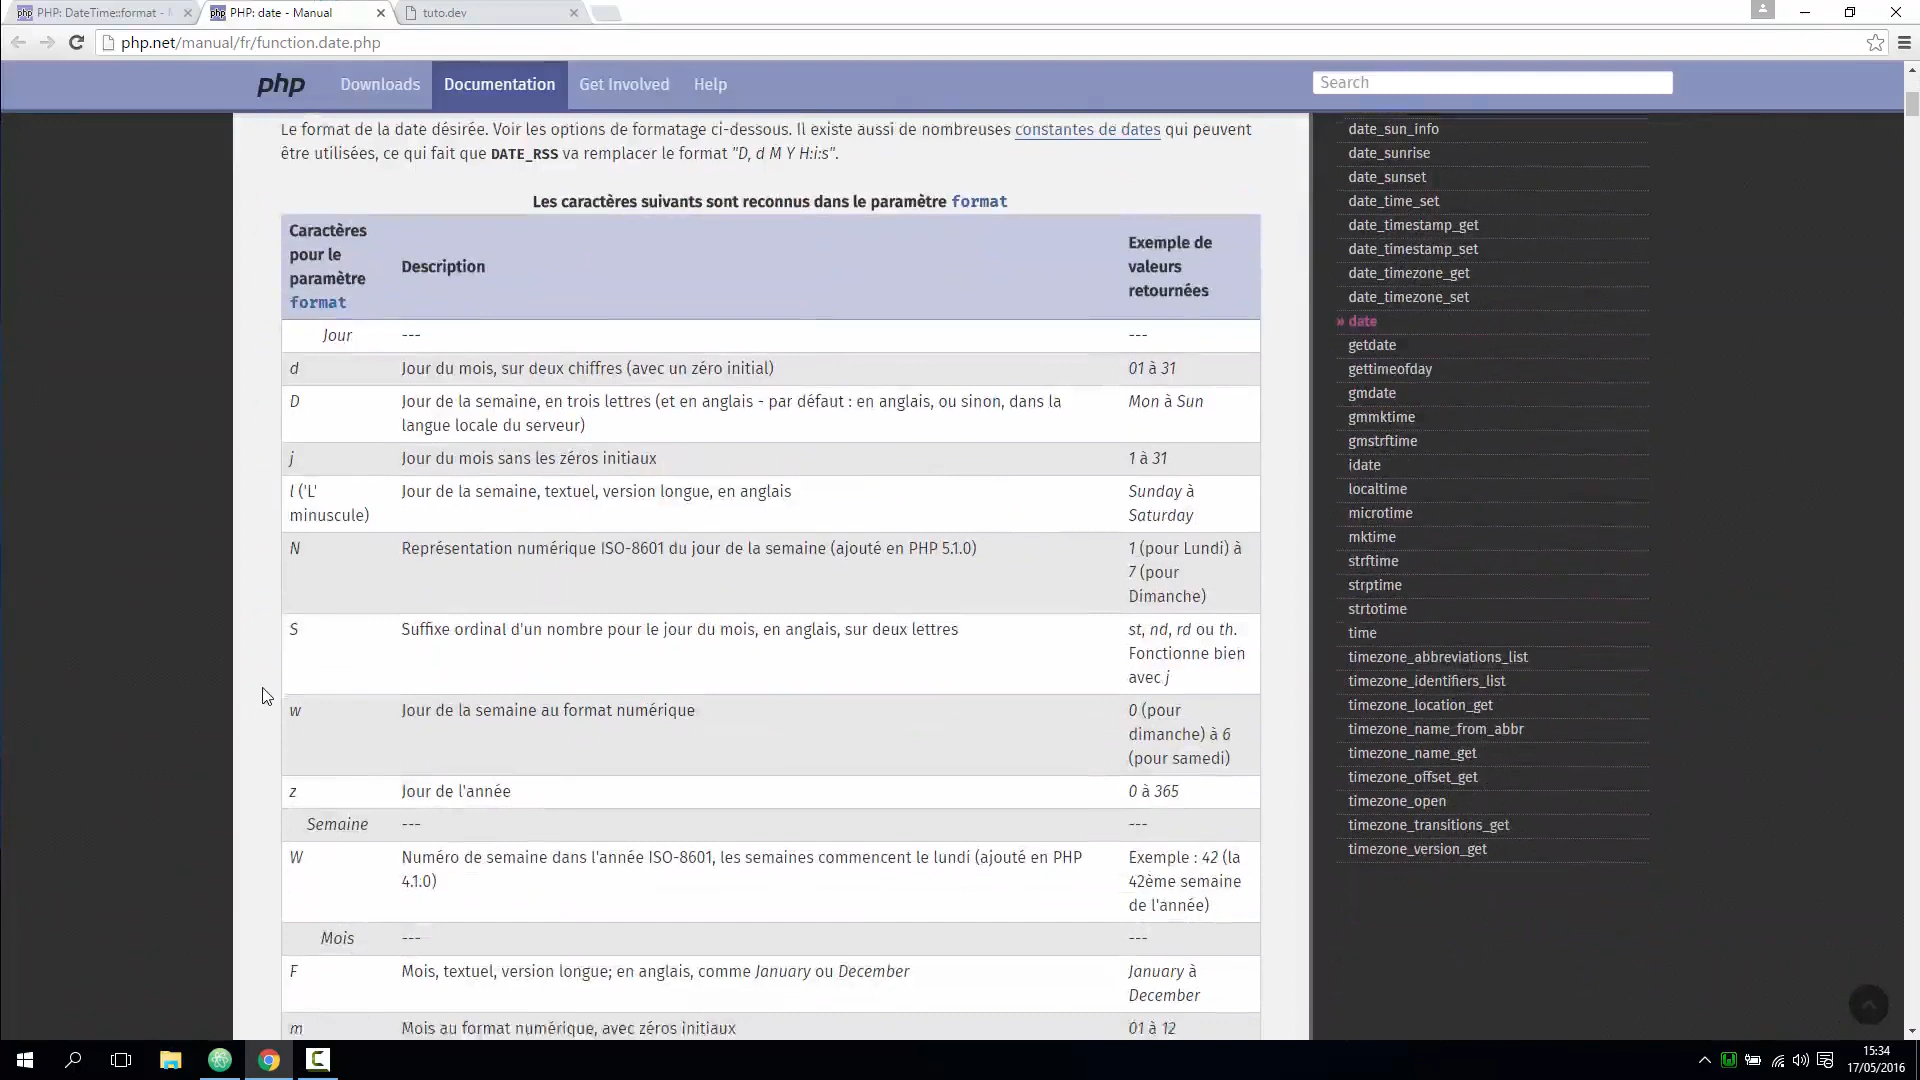 PHP: DateTime::format - M
PHP: date - Manual
tuto.dev
php.net/manual/fr/function.date.php
php
Downloads
Documentation
Get Involved
Help
Search
Le format de la date désirée. Voir les options de formatage ci-dessous. Il existe aussi de nombreuses constantes de dates qui peuvent
être utilisées, ce qui fait que DATE_RSS va remplacer le format "D, d M Y H:i:s".
Les caractères suivants sont reconnus dans le paramètre format
Caractères
pour le
paramètre
format
Description
Exemple de
valeurs
retournées
Jour --- ---
d Jour du mois, sur deux chiffres (avec un zéro initial) 01 à 31
D Jour de la semaine, en trois lettres (et en anglais - par défaut : en anglais, ou sinon, dans la Mon à Sun
langue locale du serveur)
j Jour du mois sans les zéros initiaux 1 à 31
l ('L' Jour de la semaine, textuel, version longue, en anglais Sunday à
minuscule) Saturday
N Représentation numérique ISO-8601 du jour de la semaine (ajouté en PHP 5.1.0) 1 (pour Lundi) à
7 (pour
Dimanche)
S Suffixe ordinal d'un nombre pour le jour du mois, en anglais, sur deux lettres st, nd, rd ou th.
Fonctionne bien
avec j
w Jour de la semaine au format numérique 0 (pour
dimanche) à 6
(pour samedi)
z Jour de l'année 0 à 365
Semaine --- ---
W Numéro de semaine dans l'année ISO-8601, les semaines commencent le lundi (ajouté en PHP Exemple : 42 (la
4.1.0) 42ème semaine
de l'année)
Mois --- ---
F Mois, textuel, version longue; en anglais, comme January ou December January à
December
m Mois au format numérique, avec zéros initiaux 01 à 12
date_sun_info
date_sunrise
date_sunset
date_time_set
date_timestamp_get
date_timestamp_set
date_timezone_get
date_timezone_set
» date
getdate
gettimeofday
gmdate
gmmktime
gmstrftime
idate
localtime
microtime
mktime
strftime
strptime
strtotime
time
timezone_abbreviations_list
timezone_identifiers_list
timezone_location_get
timezone_name_from_abbr
timezone_name_get
timezone_offset_get
timezone_open
timezone_transitions_get
timezone_version_get
15:34
17/05/2016